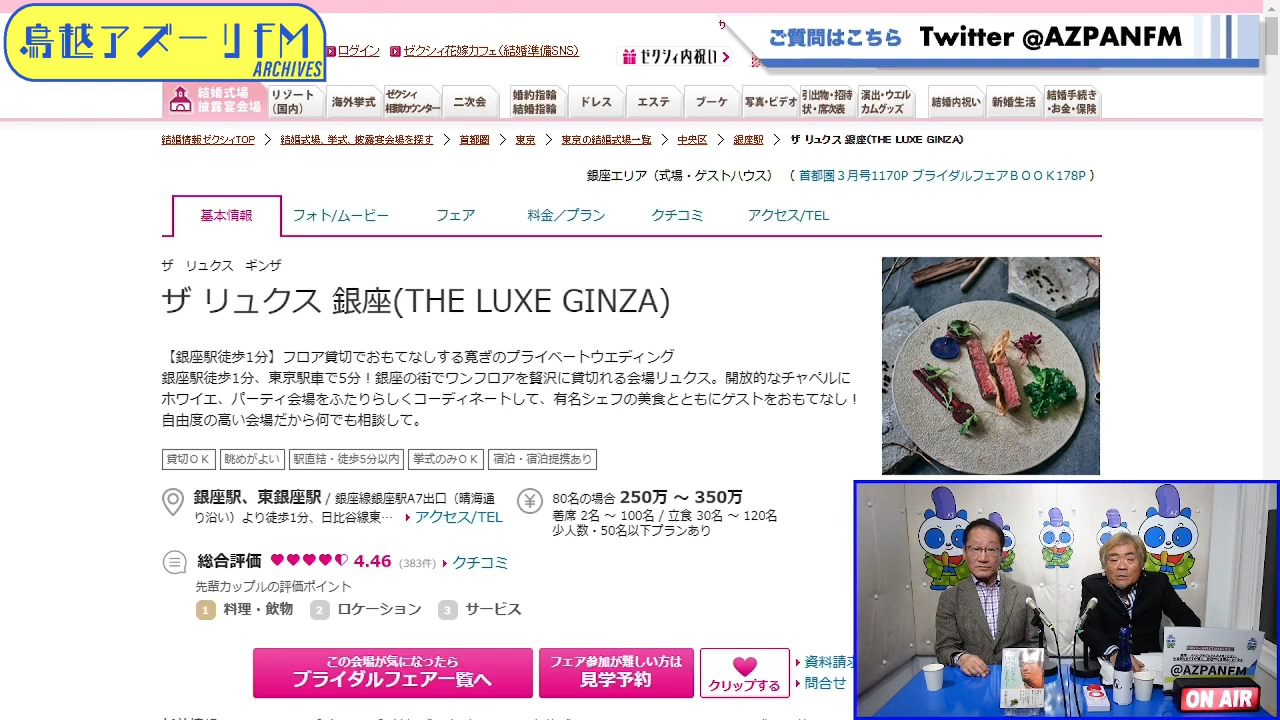 鳥越アズーリFM
ARCHIVES
ログイン
ゼクシィ花嫁カフェ(結婚準備SNS)
ゼクシィ内祝い
ご質問はこちら Twitter @AZPANFM
結婚式場
披露宴会場
リゾート
(国内)
海外挙式
ゼクシィ
相談カウンター
二次会
婚約指輪
結婚指輪
ドレス
エステ
ブーケ
写真・ビデオ
引出物・招待
状・席次表
演出・ウエル
カムグッズ
結婚内祝い
新婚生活
結婚手続き
・お金・保険
結婚情報ゼクシィTOP > 結婚式場、挙式、披露宴会場を探す > 首都圏 > 東京 > 東京の結婚式場一覧 > 中央区 > 銀座駅 > ザ リュクス 銀座(THE LUXE GINZA)
銀座エリア（式場・ゲストハウス） （ 首都圏３月号1170P ブライダルフェアＢＯＯＫ178P ）
基本情報
フォト/ムービー
フェア
料金／プラン
クチコミ
アクセス/TEL
ザ リュクス ギンザ
ザ リュクス 銀座(THE LUXE GINZA)
【銀座駅徒歩1分】フロア貸切でおもてなしする寛ぎのプライベートウエディング
銀座駅徒歩1分、東京駅車で5分！銀座の街でワンフロアを贅沢に貸切れる会場リュクス。開放的なチャペルに
ホワイエ、パーティ会場をふたりらしくコーディネートして、有名シェフの美食とともにゲストをおもてなし！
自由度の高い会場だから何でも相談して。
貸切ＯＫ
眺めがよい
駅直結・徒歩5分以内
挙式のみＯＫ
宿泊・宿泊提携あり
銀座駅、東銀座駅 / 銀座線銀座駅A7出口（晴海通
り沿い）より徒歩1分、日比谷線東… アクセス/TEL
80名の場合 250万 ～ 350万
着席 2名 ～ 100名 / 立食 30名 ～ 120名
少人数・50名以下プランあり
総合評価 4.46 (383件) クチコミ
先輩カップルの評価ポイント
1 料理・飲物 2 ロケーション 3 サービス
この会場が気になったら
ブライダルフェア一覧へ
フェア参加が難しい方は
見学予約
クリップする
資料請求
問合せ
@AZPANFM
ON AIR